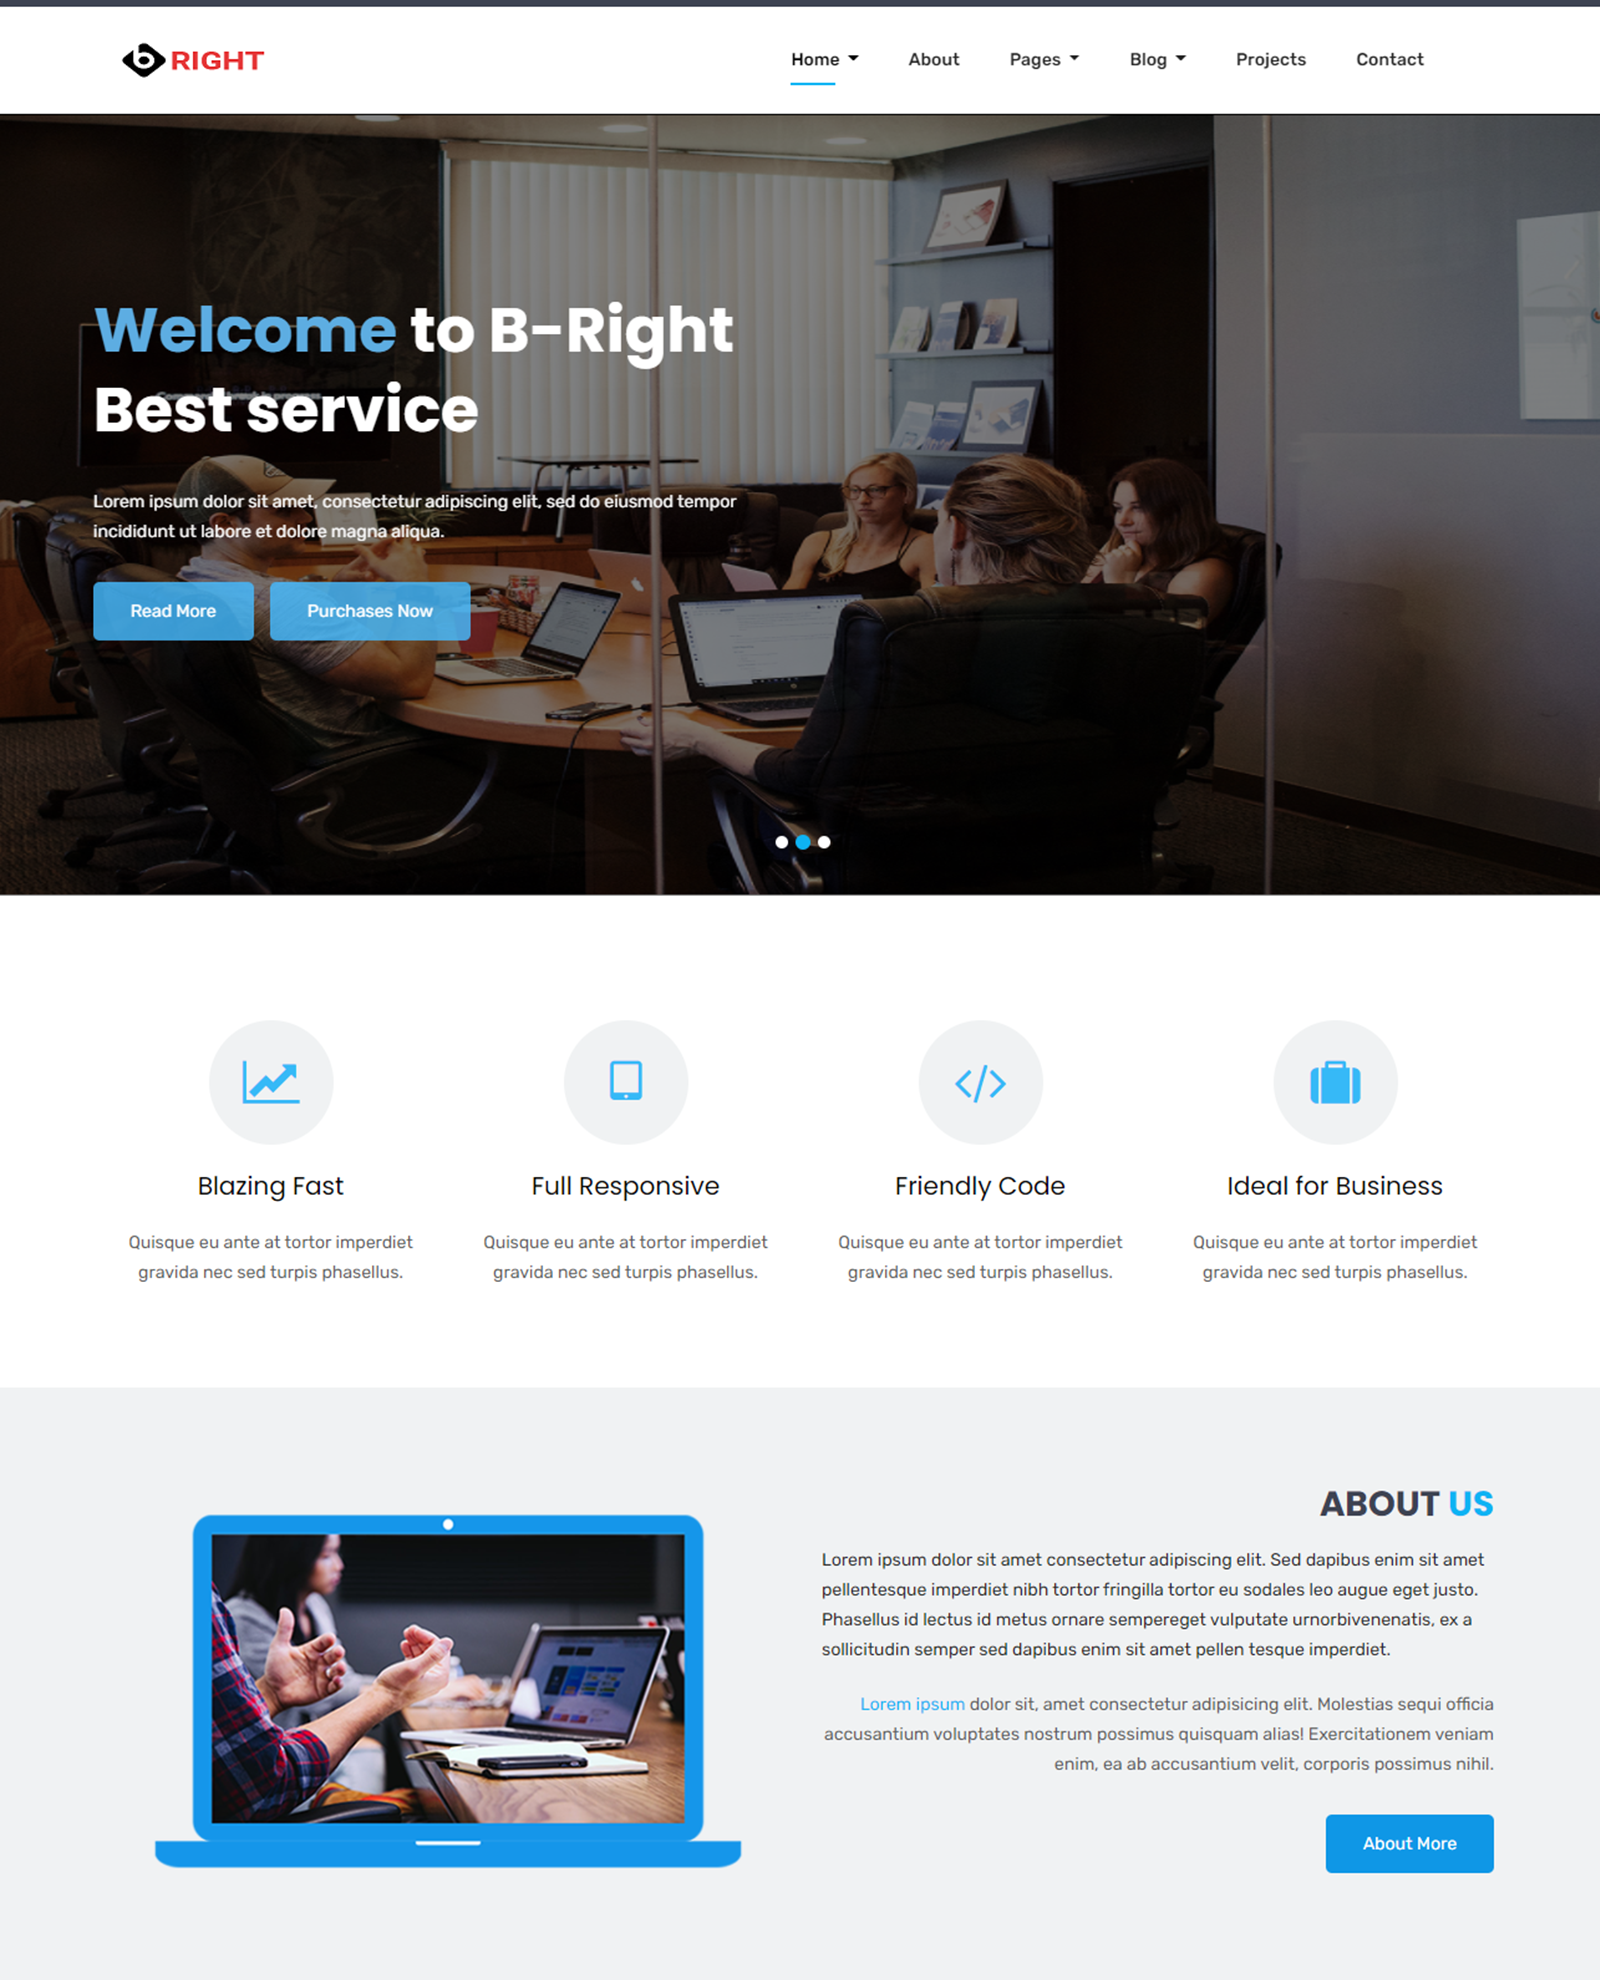 b RIGHT
Home About Pages Blog Projects Contact
Welcome to B-Right
Best service
Lorem ipsum dolor sit amet, consectetur adipiscing elit, sed do eiusmod tempor
incididunt ut labore et dolore magna aliqua.
Read More Purchases Now
Blazing Fast Full Responsive Friendly Code Ideal for Business
Quisque eu ante at tortor imperdiet Quisque eu ante at tortor imperdiet Quisque eu ante at tortor imperdiet Quisque eu ante at tortor imperdiet
gravida nec sed turpis phasellus. gravida nec sed turpis phasellus. gravida nec sed turpis phasellus. gravida nec sed turpis phasellus.
ABOUT US
Lorem ipsum dolor sit amet consectetur adipiscing elit. Sed dapibus enim sit amet
pellentesque imperdiet nibh tortor fringilla tortor eu sodales leo augue eget justo.
Phasellus id lectus id metus ornare sempereget vulputate urnorbivenenatis, ex a
sollicitudin semper sed dapibus enim sit amet pellen tesque imperdiet.
Lorem ipsum dolor sit, amet consectetur adipisicing elit. Molestias sequi officia
accusantium voluptates nostrum possimus quisquam alias! Exercitationem veniam
enim, ea ab accusantium velit, corporis possimus nihil.
About More